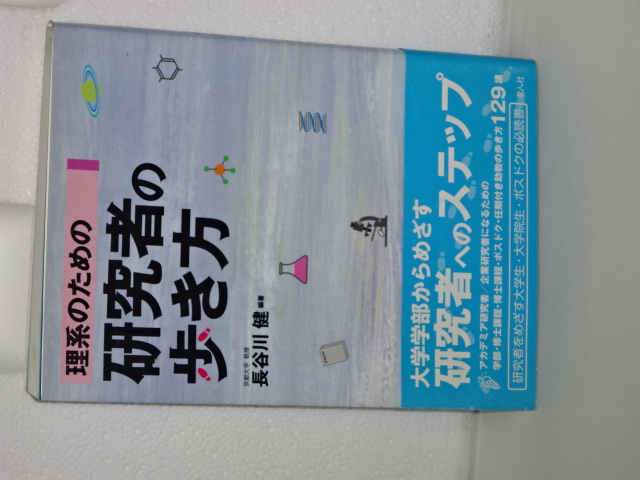 理系のための
研究者の
歩き方
京都大学 教授
長谷川 健 編著
大学学部からめざす
研究者へのステップ
アカデミア研究者／企業研究者になるための
学部・修士課程・博士課程・ポスドク・任期付き助教の歩き方129講
研究者をめざす大学生・大学院生・ポスドクの必読書